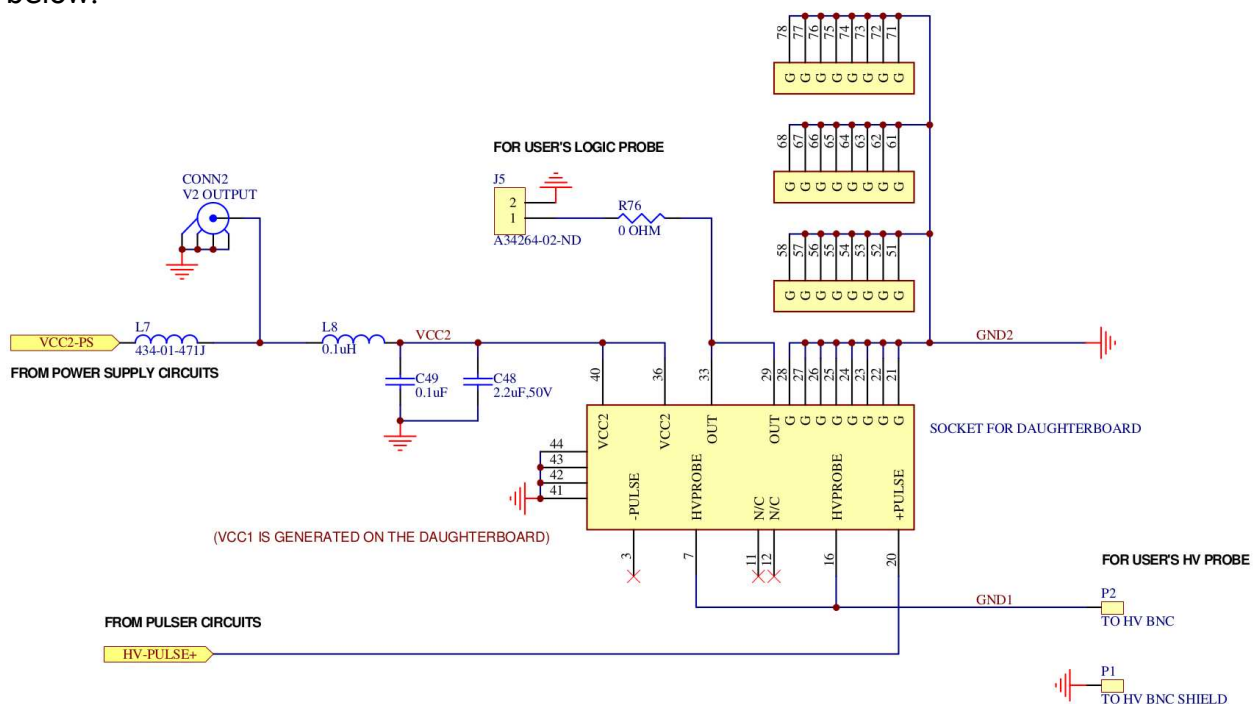 below.
78 77 76 75 74 73 72 71
G G G G G G G G
68 67 66 65 64 63 62 61
G G G G G G G G
58 57 56 55 54 53 52 51
G G G G G G G G
FOR USER'S LOGIC PROBE
J5
2
1
A34264-02-ND
R76
0 OHM
CONN2
V2 OUTPUT
VCC2-PS
L7
434-01-471J
L8
0.1uH
VCC2
FROM POWER SUPPLY CIRCUITS
C49
0.1uF
C48
2.2uF,50V
GND2
40 36 33 29 28 27 26 25 24 23 22 21
VCC2 VCC2 OUT OUT G G G G G G G G
SOCKET FOR DAUGHTERBOARD
44
43
42
41
-PULSE HVPROBE N/C N/C HVPROBE +PULSE
(VCC1 IS GENERATED ON THE DAUGHTERBOARD)
3 7 11 12 16 20
FOR USER'S HV PROBE
GND1
P2
TO HV BNC
FROM PULSER CIRCUITS
HV-PULSE+
P1
TO HV BNC SHIELD